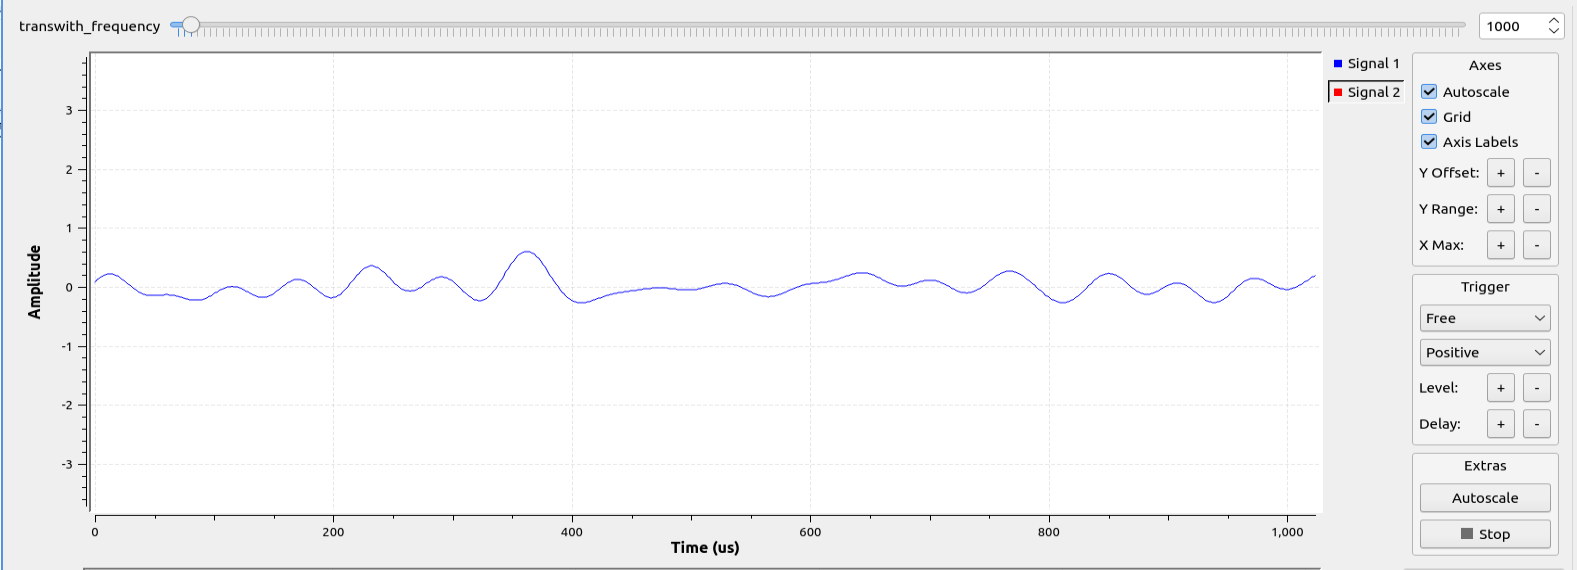 transwith_frequency
1000
Signal 1
Signal 2
Axes
Autoscale
Grid
Axis Labels
Y Offset: + -
Y Range: + -
X Max: + -
Trigger
Free
Positive
Level: + -
Delay: + -
Extras
Autoscale
Stop
Amplitude
3
2
1
0
-1
-2
-3
0 200 400 600 800 1,000
Time (us)